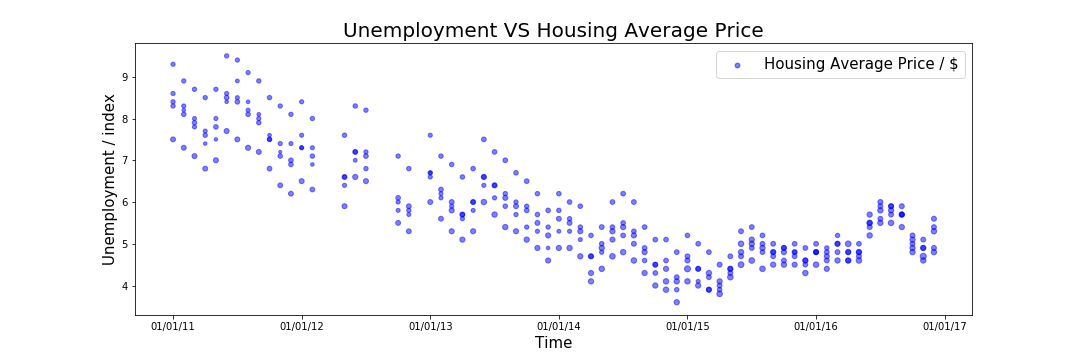 Unemployment VS Housing Average Price
Housing Average Price / $
Unemployment / index
9
8
7
6
5
4
01/01/11 01/01/12 01/01/13 01/01/14 01/01/15 01/01/16 01/01/17
Time